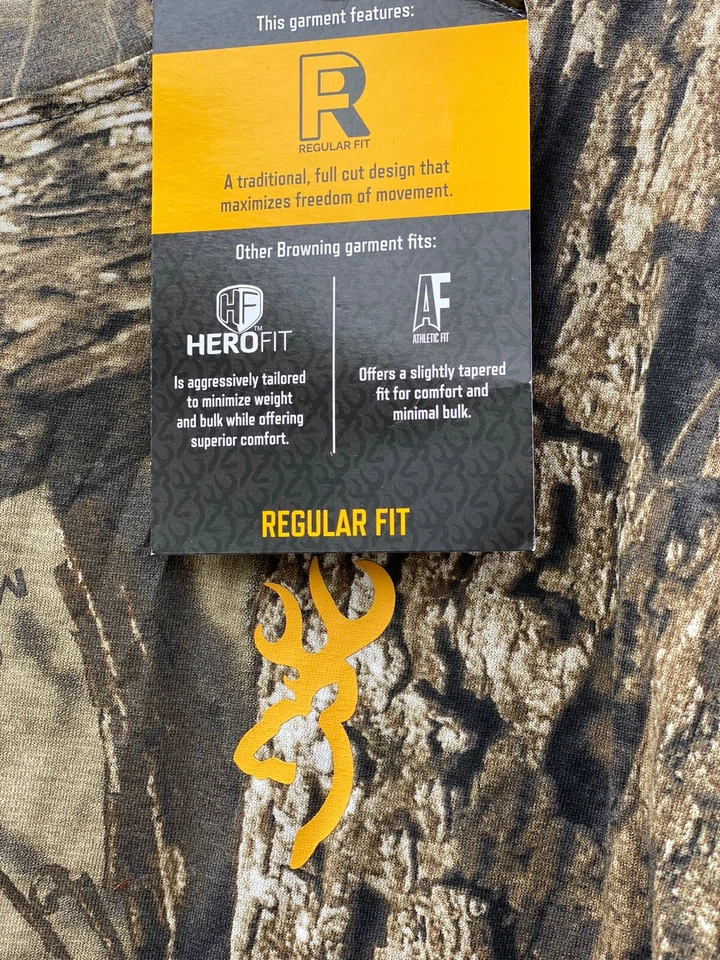 This garment features:
R
REGULAR FIT
A traditional, full cut design that
maximizes freedom of movement.
Other Browning garment fits:
HF
TM
HEROFIT
Is aggressively tailored
to minimize weight
and bulk while offering
superior comfort.
AF
ATHLETIC FIT
Offers a slightly tapered
fit for comfort and
minimal bulk.
REGULAR FIT